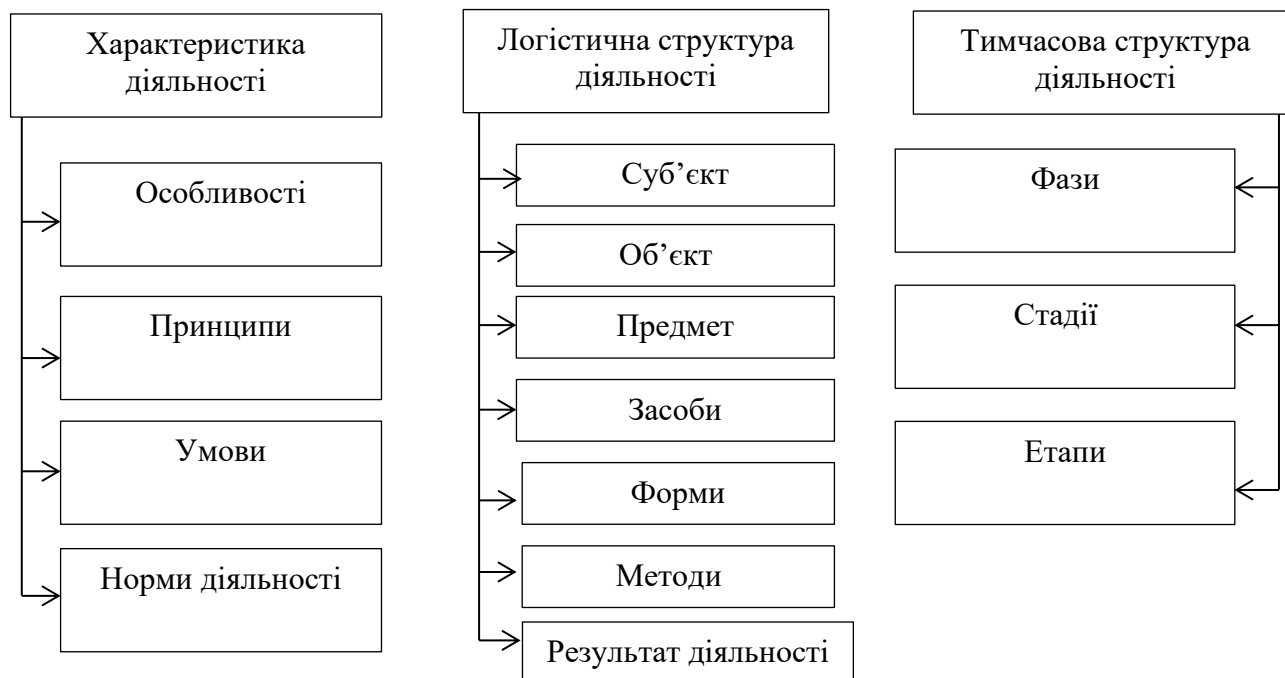 Характеристика
діяльності
Особливості
Принципи
Умови
Норми діяльності
Логістична структура
діяльності
Суб’єкт
Об’єкт
Предмет
Засоби
Форми
Методи
Результат діяльності
Тимчасова структура
діяльності
Фази
Стадії
Етапи